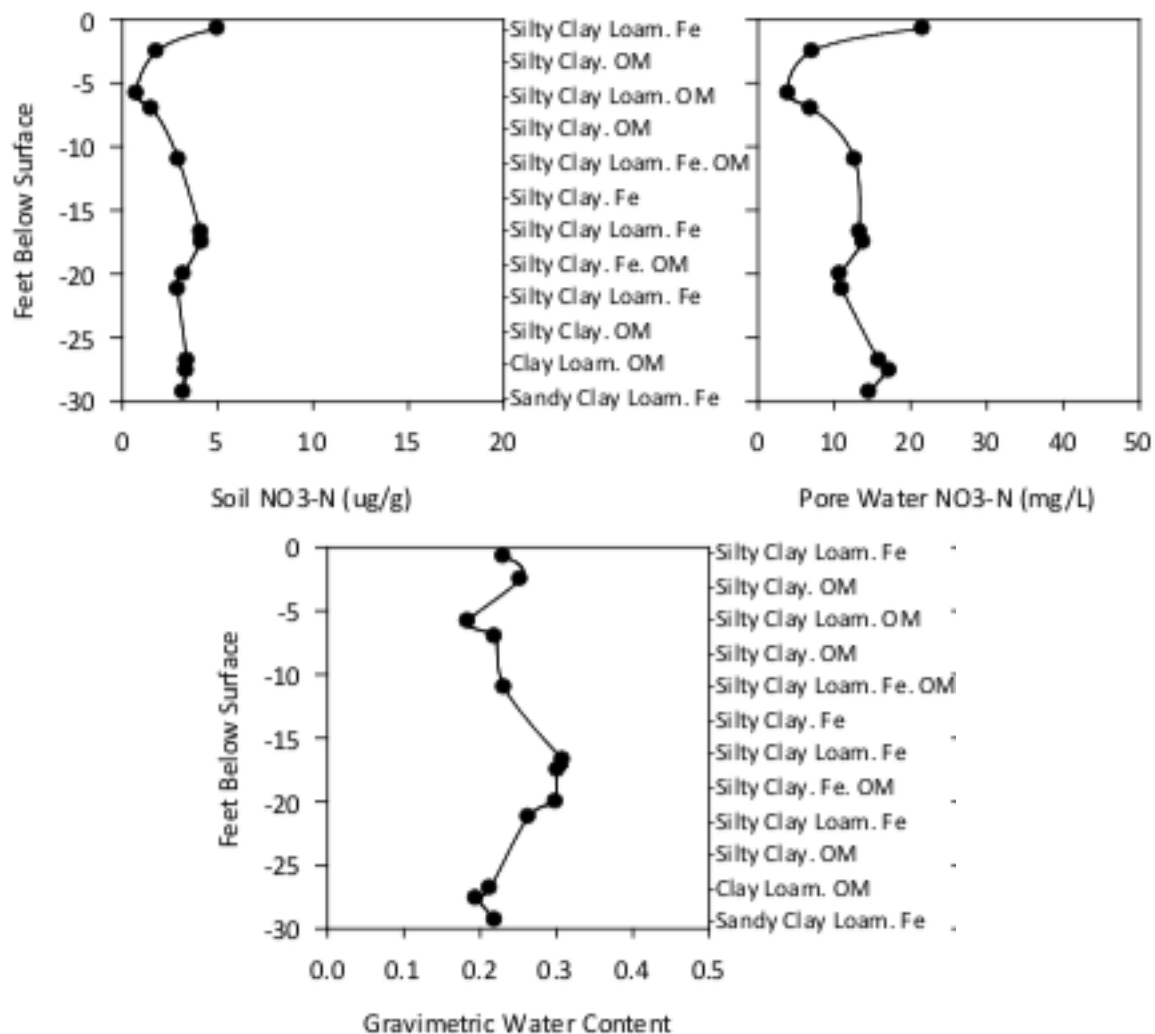 0
-5
-10
-15
-20
-25
-30
Feet Below Surface
0 5 10 15 20
Soil NO3-N (ug/g)
Silty Clay Loam. Fe
Silty Clay. OM
Silty Clay Loam. OM
Silty Clay. OM
Silty Clay Loam. Fe. OM
Silty Clay. Fe
Silty Clay Loam. Fe
Silty Clay. Fe. OM
Silty Clay Loam. Fe
Silty Clay. OM
Clay Loam. OM
Sandy Clay Loam. Fe
0 10 20 30 40 50
Pore Water NO3-N (mg/L)
0
-5
-10
-15
-20
-25
-30
Feet Below Surface
0.0 0.1 0.2 0.3 0.4 0.5
Gravimetric Water Content
Silty Clay Loam. Fe
Silty Clay. OM
Silty Clay Loam. OM
Silty Clay. OM
Silty Clay Loam. Fe. OM
Silty Clay. Fe
Silty Clay Loam. Fe
Silty Clay. Fe. OM
Silty Clay Loam. Fe
Silty Clay. OM
Clay Loam. OM
Sandy Clay Loam. Fe